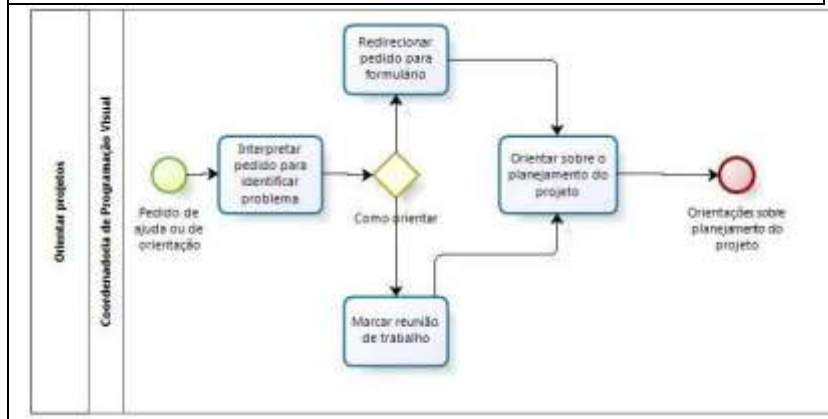 Orientar projetos
Coordenadoria de Programação Visual
Pedido de
ajuda ou de
orientação
Interpretar
pedido para
identificar
problema
Como orientar
Redirecionar
pedido para
formulário
Marcar reunião
de trabalho
Orientar sobre o
planejamento do
projeto
Orientações sobre
planejamento do
projeto